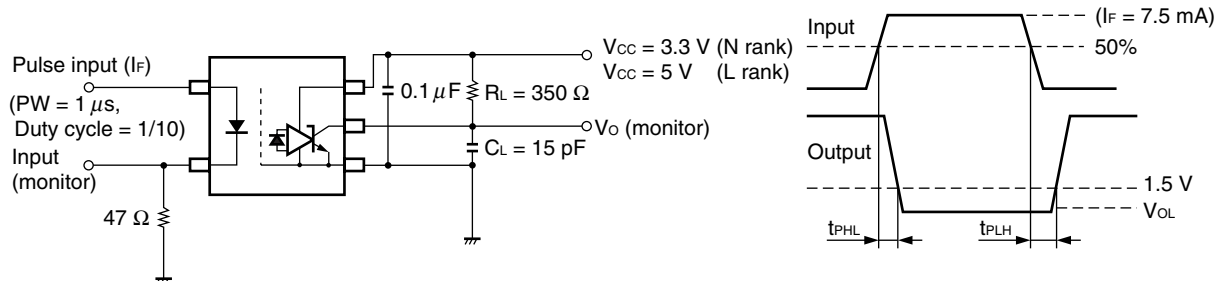 Pulse input (IF)
(PW = 1 μs,
Duty cycle = 1/10)
Input
(monitor)
47 Ω
0.1 μF
RL = 350 Ω
CL = 15 pF
VCC = 3.3 V (N rank)
VCC = 5 V (L rank)
VO (monitor)
Input
(IF = 7.5 mA)
50%
Output
1.5 V
VOL
tPHL
tPLH